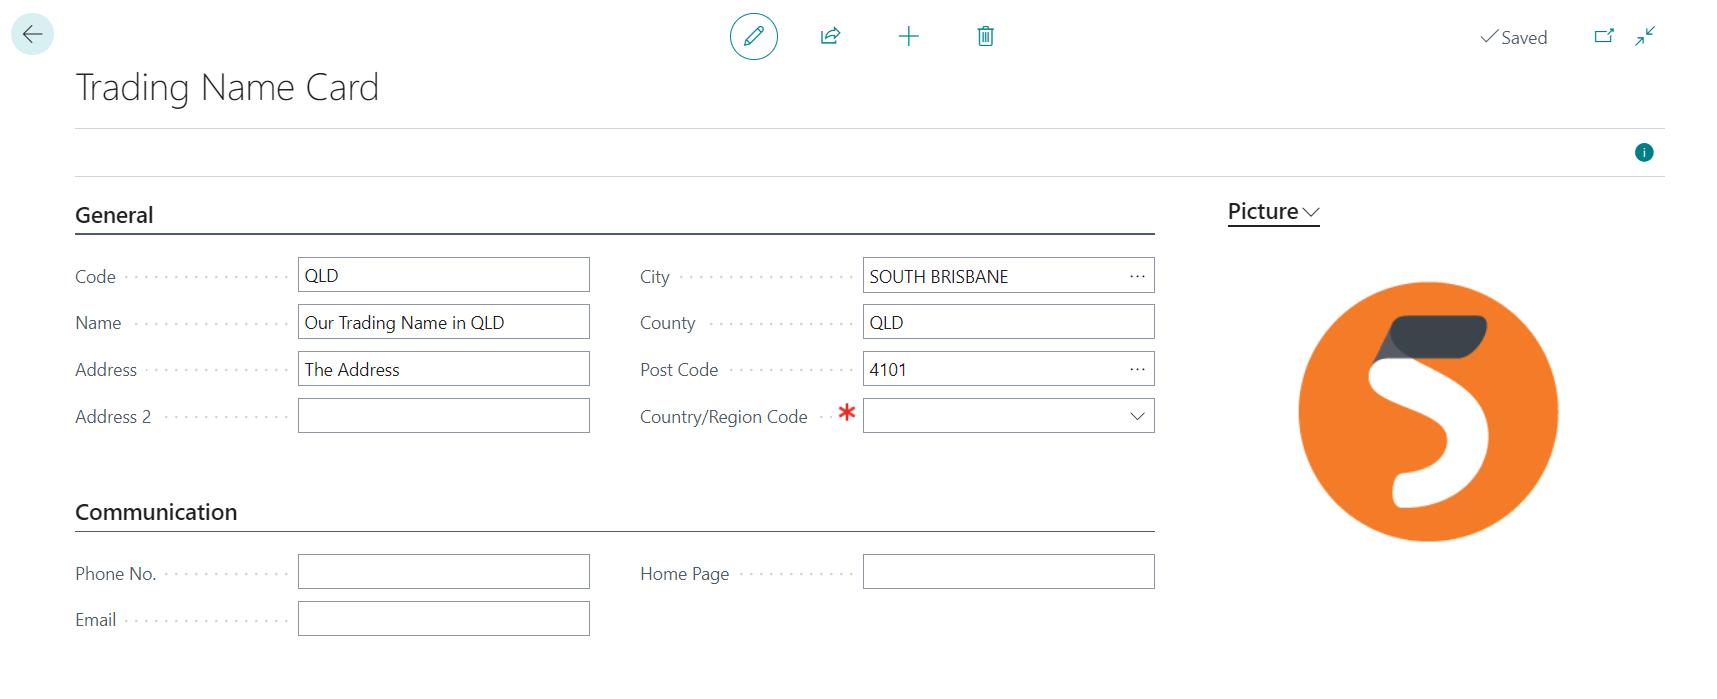 Saved
Trading Name Card
General
Picture
Code QLD
City SOUTH BRISBANE
Name Our Trading Name in QLD
County QLD
Address The Address
Post Code 4101
Address 2
Country/Region Code *
Communication
Phone No.
Home Page
Email